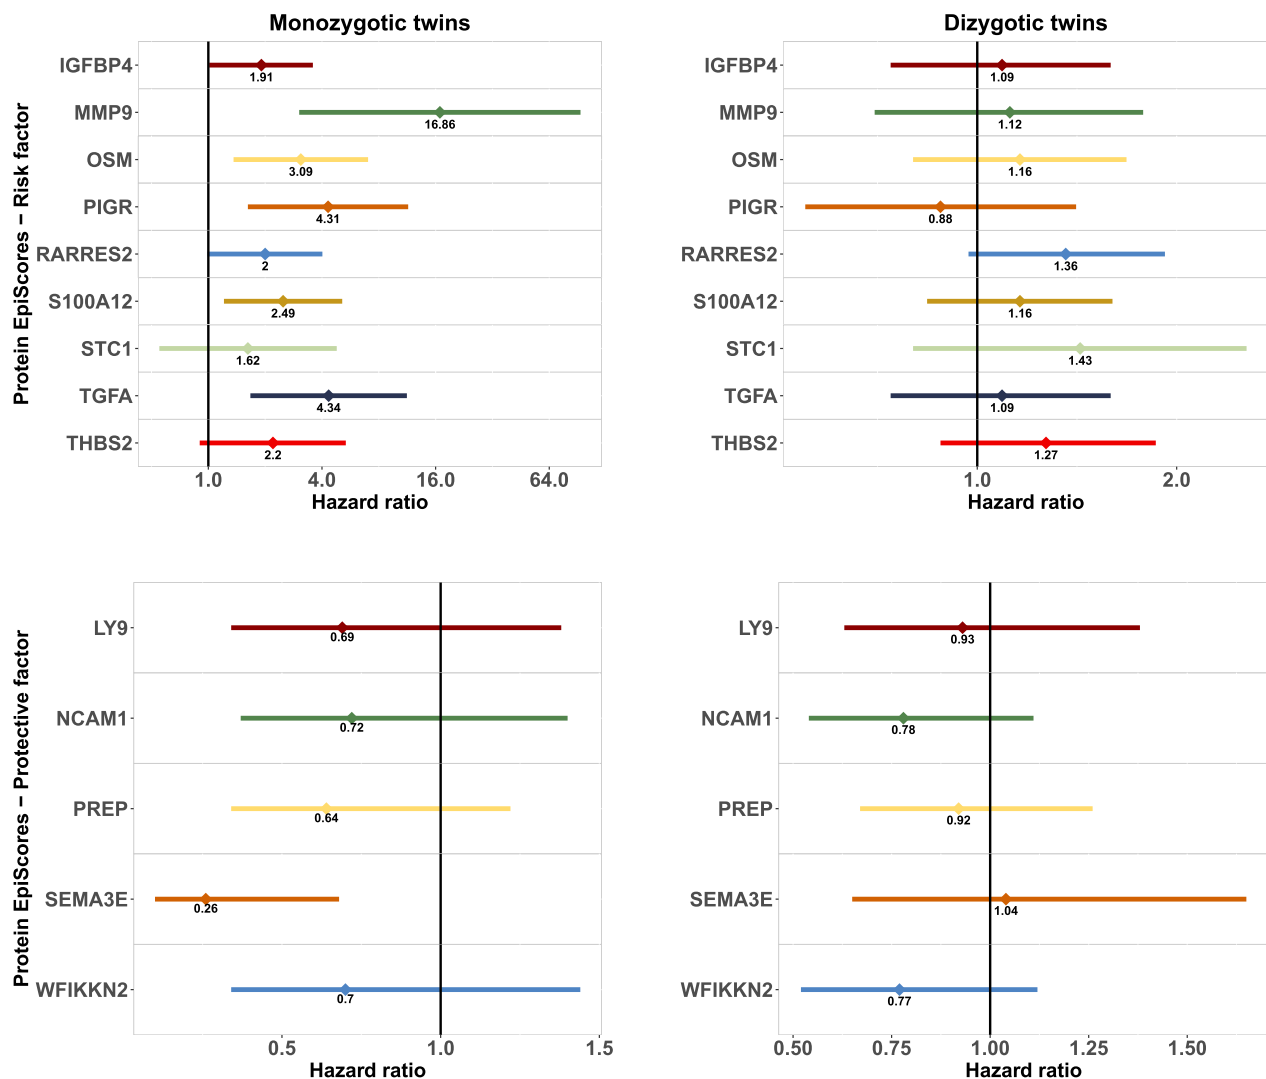 Monozygotic twins
Protein EpiScores − Risk factor
IGFBP4
1.91
MMP9
16.86
OSM
3.09
PIGR
4.31
RARRES2
2
S100A12
2.49
STC1
1.62
TGFA
4.34
THBS2
2.2
1.0 4.0 16.0 64.0
Hazard ratio
Dizygotic twins
IGFBP4
1.09
MMP9
1.12
OSM
1.16
PIGR
0.88
RARRES2
1.36
S100A12
1.16
STC1
1.43
TGFA
1.09
THBS2
1.27
1.0 2.0
Hazard ratio
Protein EpiScores − Protective factor
LY9
0.69
NCAM1
0.72
PREP
0.64
SEMA3E
0.26
WFIKKN2
0.7
0.5 1.0 1.5
Hazard ratio
LY9
0.93
NCAM1
0.78
PREP
0.92
SEMA3E
1.04
WFIKKN2
0.77
0.50 0.75 1.00 1.25 1.50
Hazard ratio